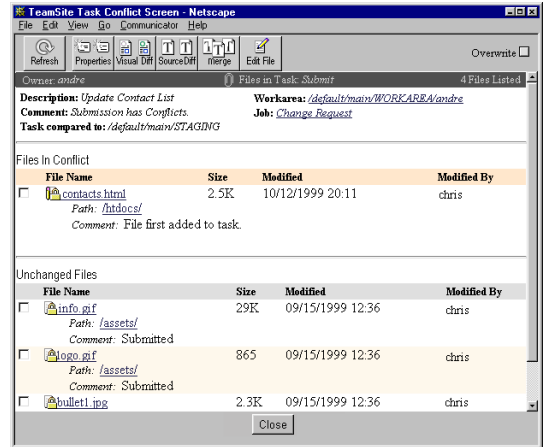 TeamSite Task Conflict Screen - Netscape
File Edit View Go Communicator Help
Refresh Properties Visual Diff Source Diff merge Edit File Overwrite
Owner: andre Files in Task: Submit 4 Files Listed
Description: Update Contact List Workarea: /default/main/WORKAREA/andre
Comment: Submission has Conflicts. Job: Change Request
Task compared to: /default/main/STAGING
Files In Conflict
File Name Size Modified Modified By
contacts.html 2.5K 10/12/1999 20:11 chris
Path: /htdocs/
Comment: File first added to task.
Unchanged Files
File Name Size Modified Modified By
info.gif 29K 09/15/1999 12:36 chris
Path: /assets/
Comment: Submitted
logo.gif 865 09/15/1999 12:36 chris
Path: /assets/
Comment: Submitted
bullet1.jpg 2.3K 09/15/1999 12:36 chris
Close